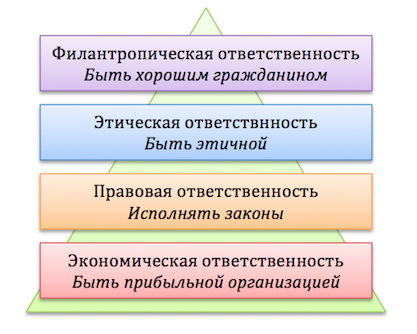 Филантропическая ответственность
Быть хорошим гражданином
Этическая ответствнность
Быть этичной
Правовая ответственность
Исполнять законы
Экономическая ответственность
Быть прибыльной организацией